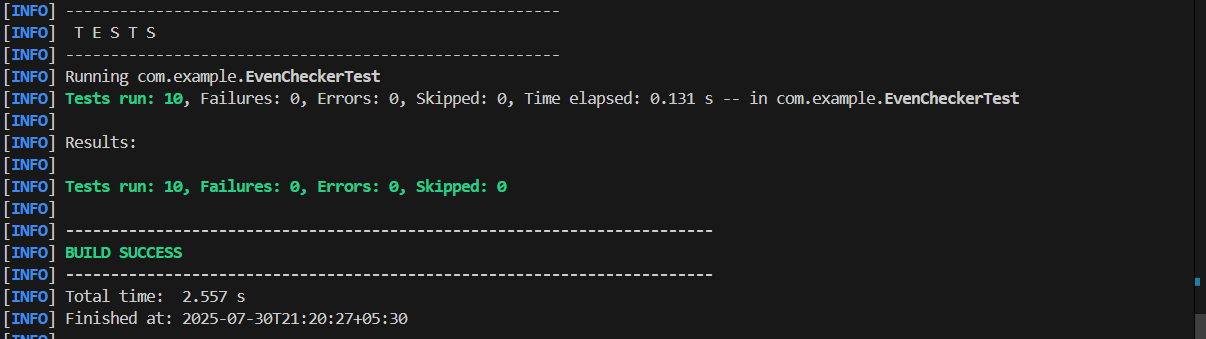 [INFO] -------------------------------------------------------
[INFO]  T E S T S
[INFO] -------------------------------------------------------
[INFO] Running com.example.EvenCheckerTest
[INFO] Tests run: 10, Failures: 0, Errors: 0, Skipped: 0, Time elapsed: 0.131 s -- in com.example.EvenCheckerTest
[INFO]
[INFO] Results:
[INFO]
[INFO] Tests run: 10, Failures: 0, Errors: 0, Skipped: 0
[INFO]
[INFO] ------------------------------------------------------------------------
[INFO] BUILD SUCCESS
[INFO] ------------------------------------------------------------------------
[INFO] Total time:  2.557 s
[INFO] Finished at: 2025-07-30T21:20:27+05:30
[INFO]